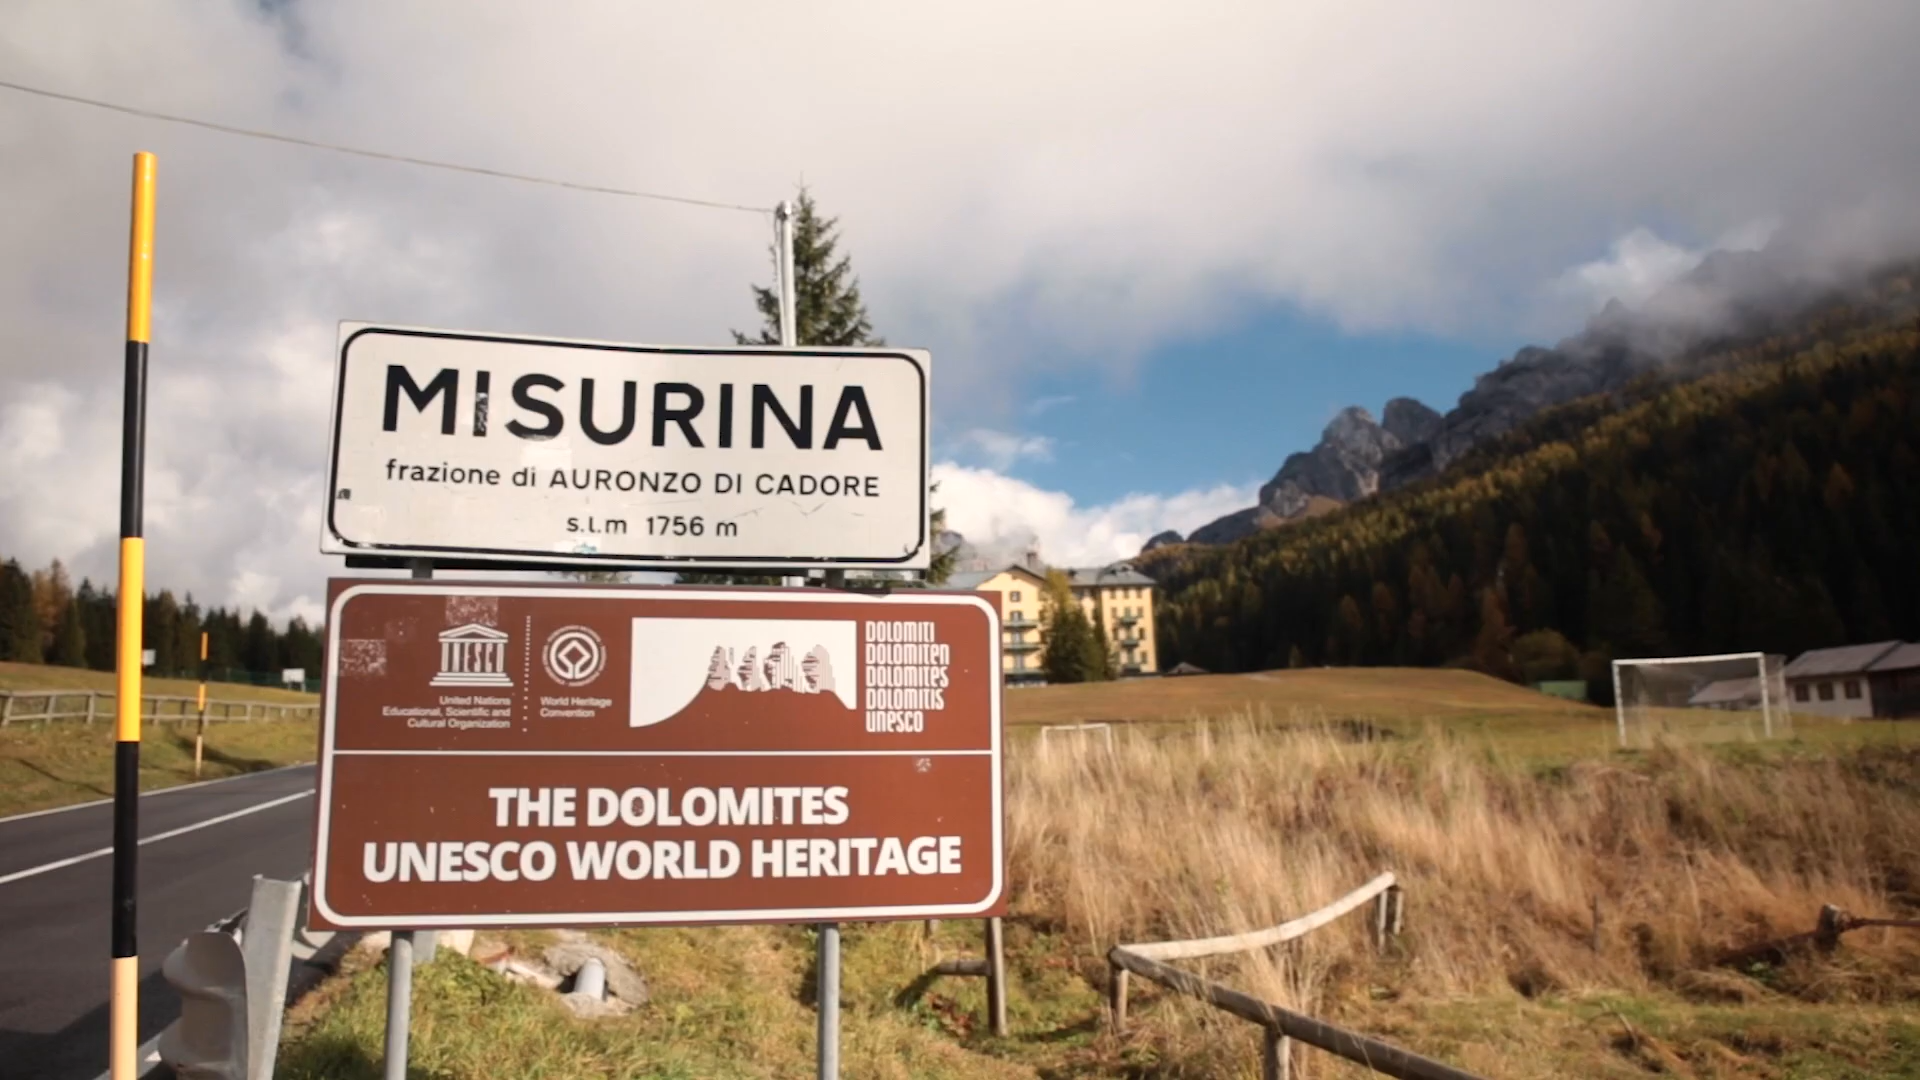 MISURINA
frazione di AURONZO DI CADORE
s.l.m 1756 m
UNESCO
United Nations
Educational, Scientific and
Cultural Organization
World Heritage
Convention
DOLOMITI
DOLOMITEN
DOLOMITES
DOLOMITIS
UNESCO
THE DOLOMITES
UNESCO WORLD HERITAGE